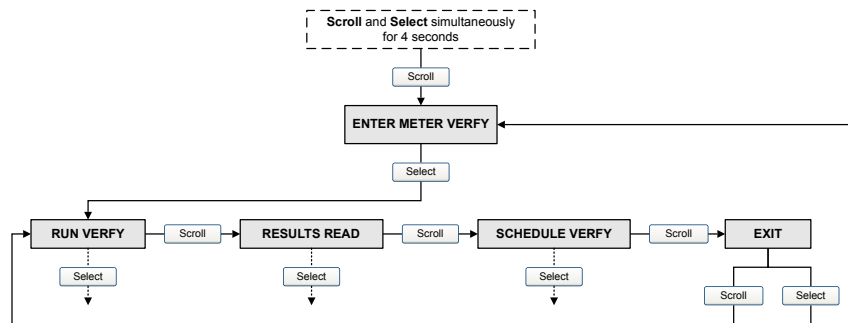 Scroll and Select simultaneously
for 4 seconds
Scroll
ENTER METER VERFY
Select
RUN VERFY
Scroll
RESULTS READ
Scroll
SCHEDULE VERFY
Scroll
EXIT
Select
Select
Select
Scroll
Select